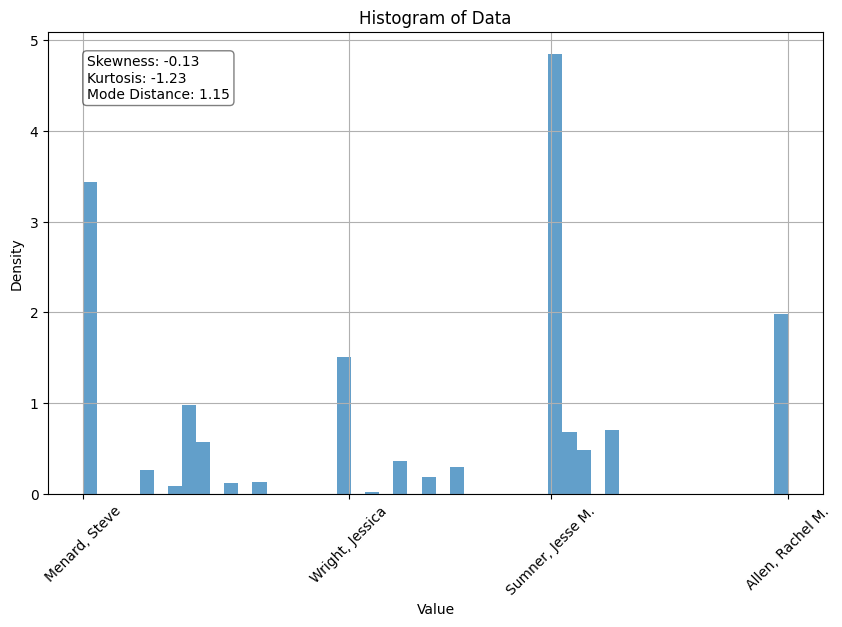 Histogram of Data
Skewness: -0.13
Kurtosis: -1.23
Mode Distance: 1.15
Density
5
4
3
2
1
0
Menard, Steve
Wright, Jessica
Sumner, Jesse M.
Allen, Rachel M.
Value